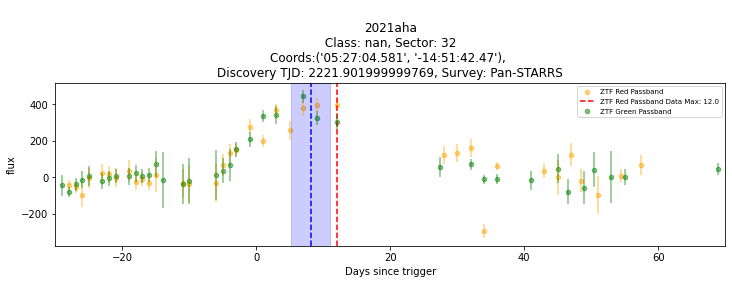 2021aha
Class: nan, Sector: 32
Coords:('05:27:04.581', '-14:51:42.47'),
Discovery TJD: 2221.901999999769, Survey: Pan-STARRS
ZTF Red Passband
ZTF Red Passband Data Max: 12.0
ZTF Green Passband
flux
400
200
0
−200
−20
0
20
40
60
Days since trigger